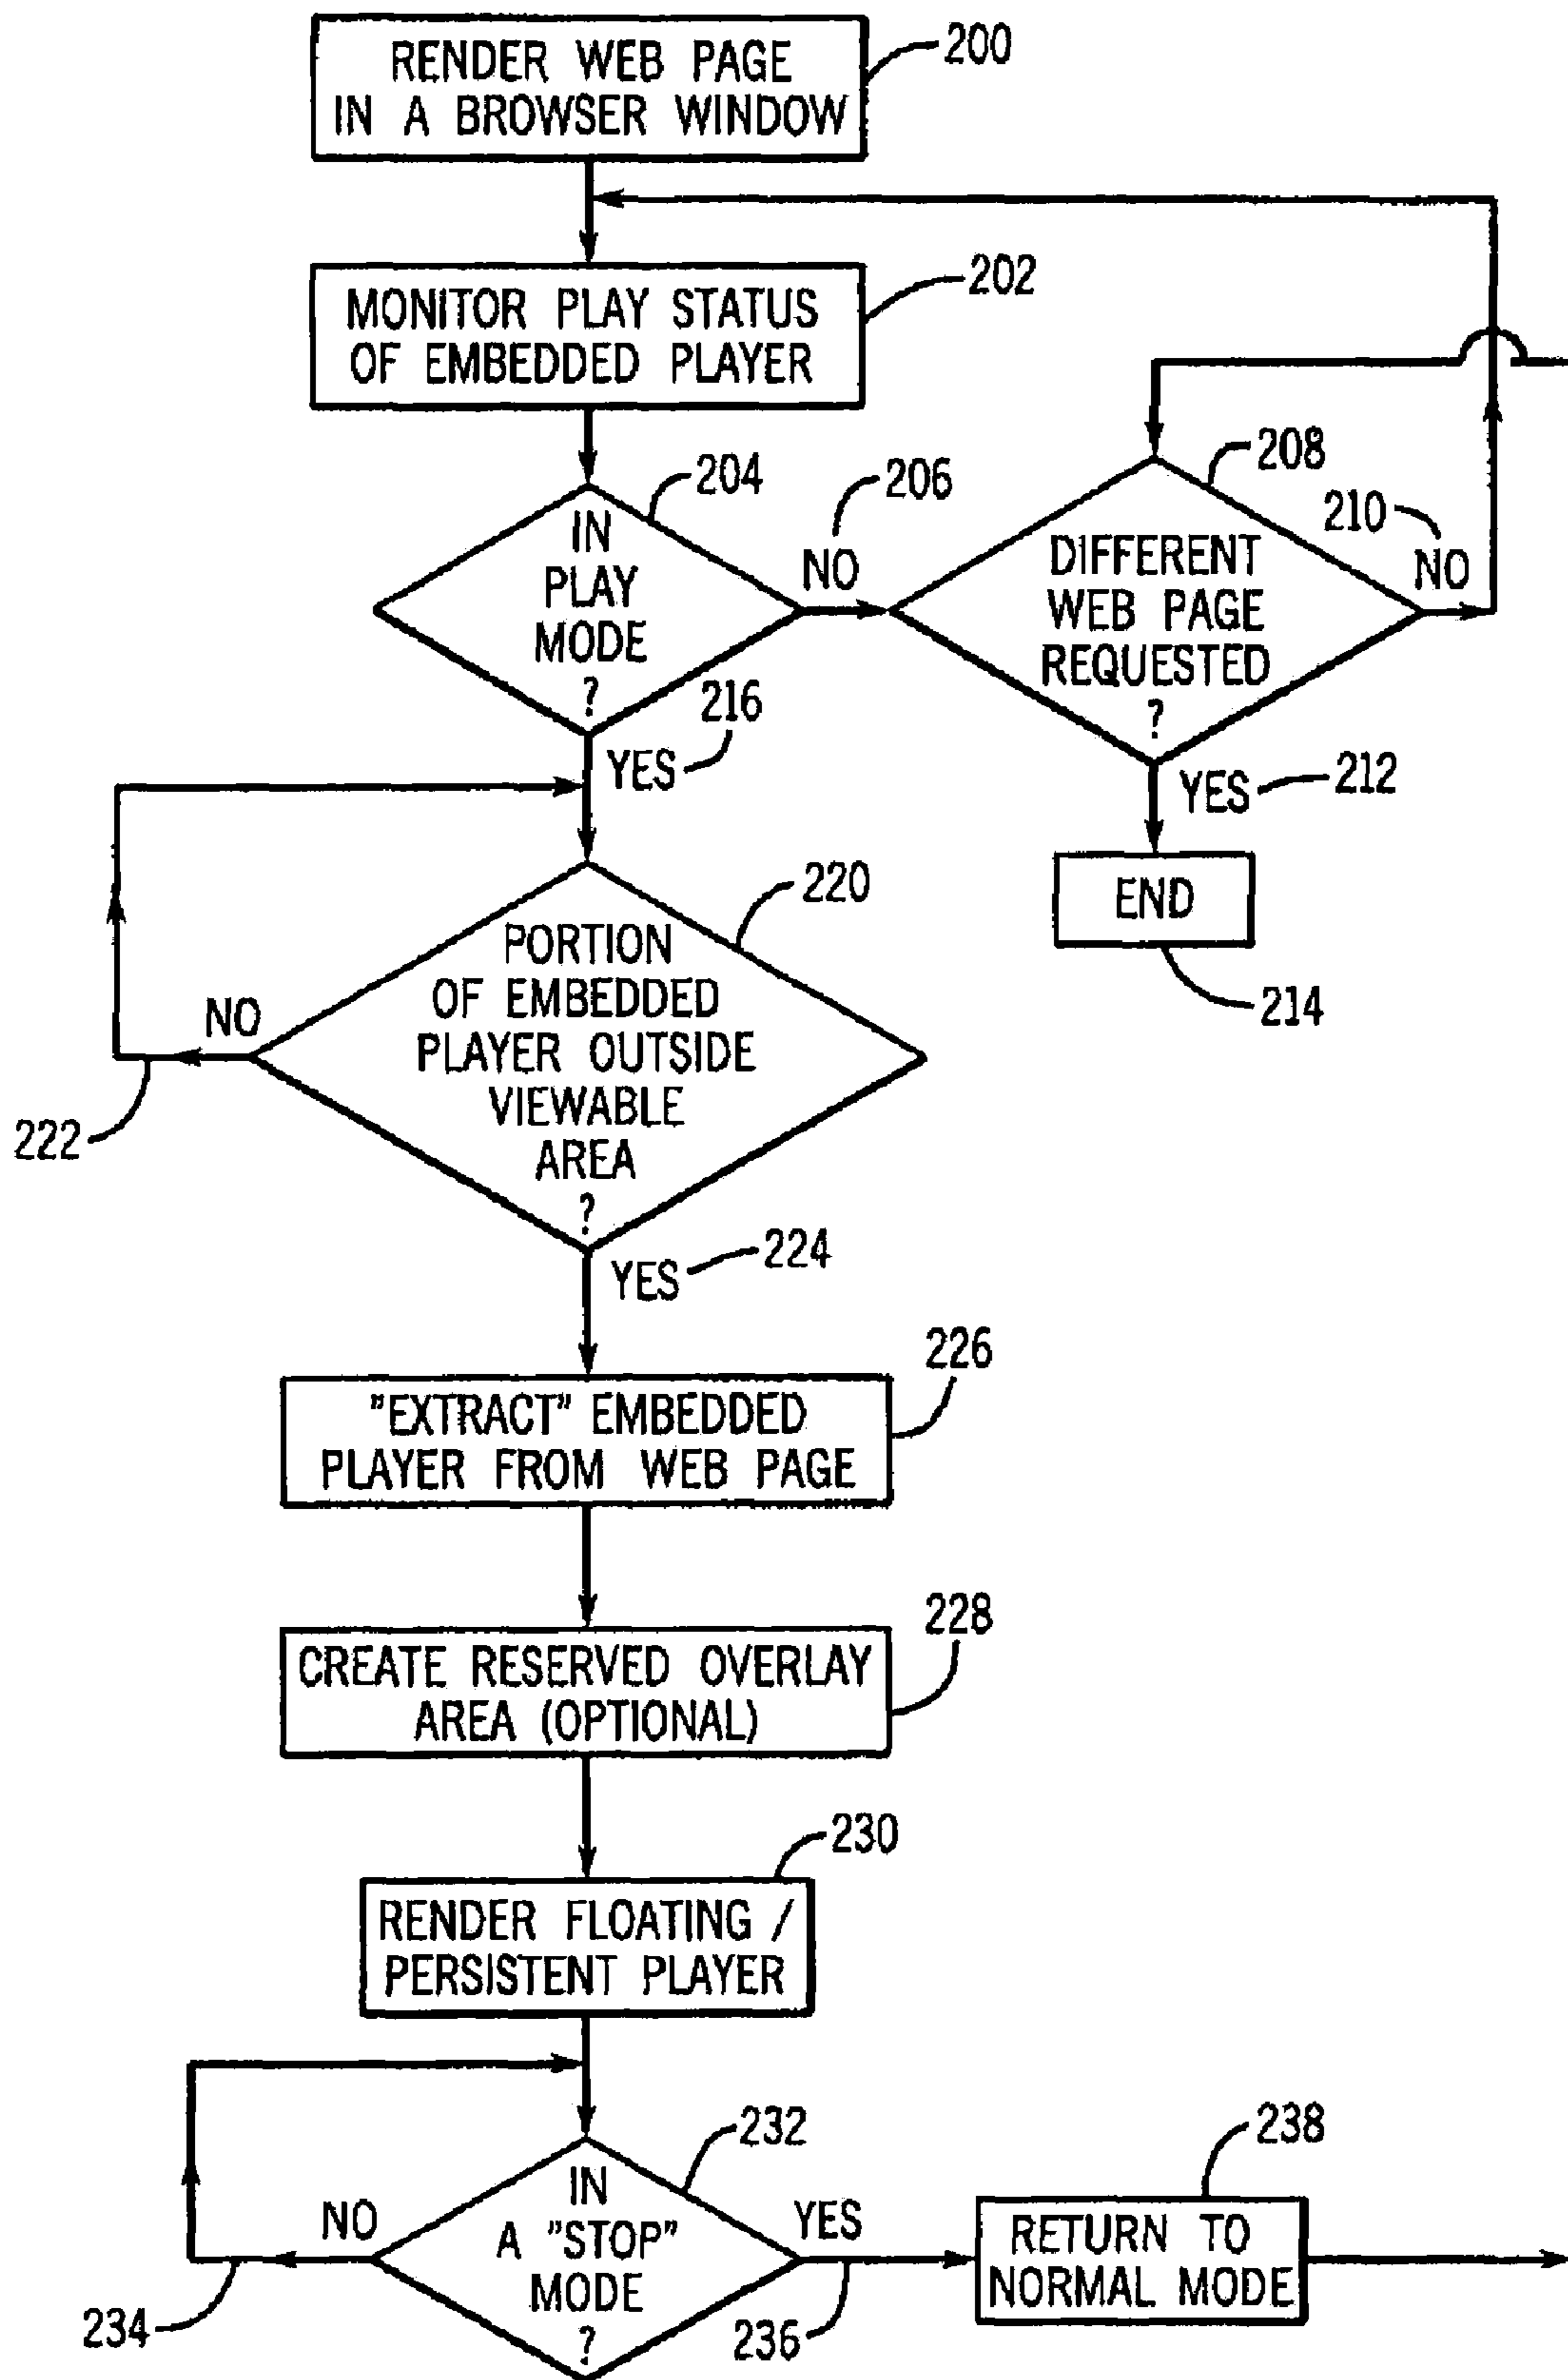 RENDER WEB PAGE
IN A BROWSER WINDOW
200
MONITOR PLAY STATUS
OF EMBEDDED PLAYER
202
IN
PLAY
MODE
?
204
NO
206
DIFFERENT
WEB PAGE
REQUESTED
?
208
NO
210
YES
212
END
214
YES
216
PORTION
OF EMBEDDED
PLAYER OUTSIDE
VIEWABLE
AREA
?
220
NO
222
YES
224
"EXTRACT" EMBEDDED
PLAYER FROM WEB PAGE
226
CREATE RESERVED OVERLAY
AREA (OPTIONAL)
228
RENDER FLOATING /
PERSISTENT PLAYER
230
IN
A "STOP"
MODE
?
232
NO
234
YES
236
RETURN TO
NORMAL MODE
238